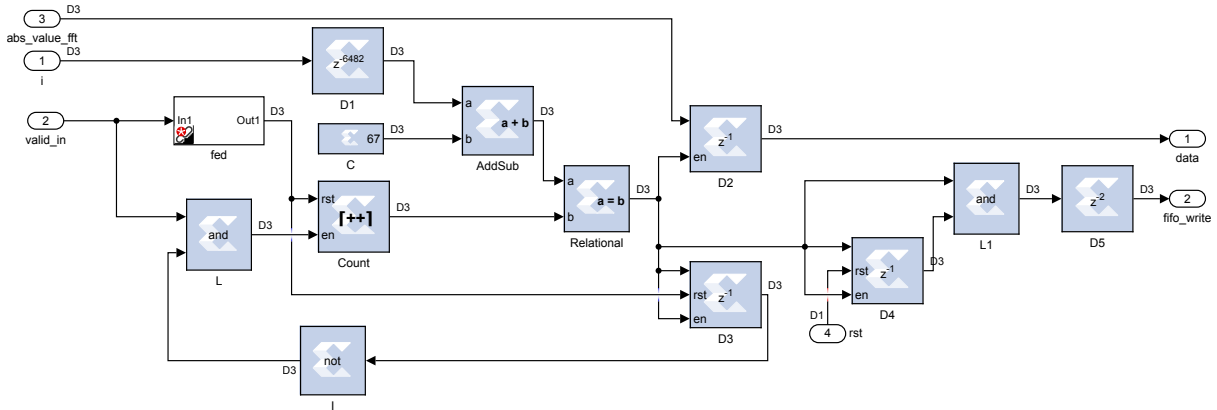 3
D3
abs_value_fft
1
D3
i
z-6482
D3
D1
2
valid_in
In1
Out1
D3
fed
67
D3
C
a
b
a + b
D3
AddSub
a
b
a = b
D3
Relational
en
z-1
D3
D2
1
data
and
D3
L
rst
en
[++]
D3
Count
rst
en
z-1
D3
D3
rst
en
z-1
D3
D4
D1
4
rst
and
D3
L1
z-2
D3
D5
2
fifo_write
not
D3
I